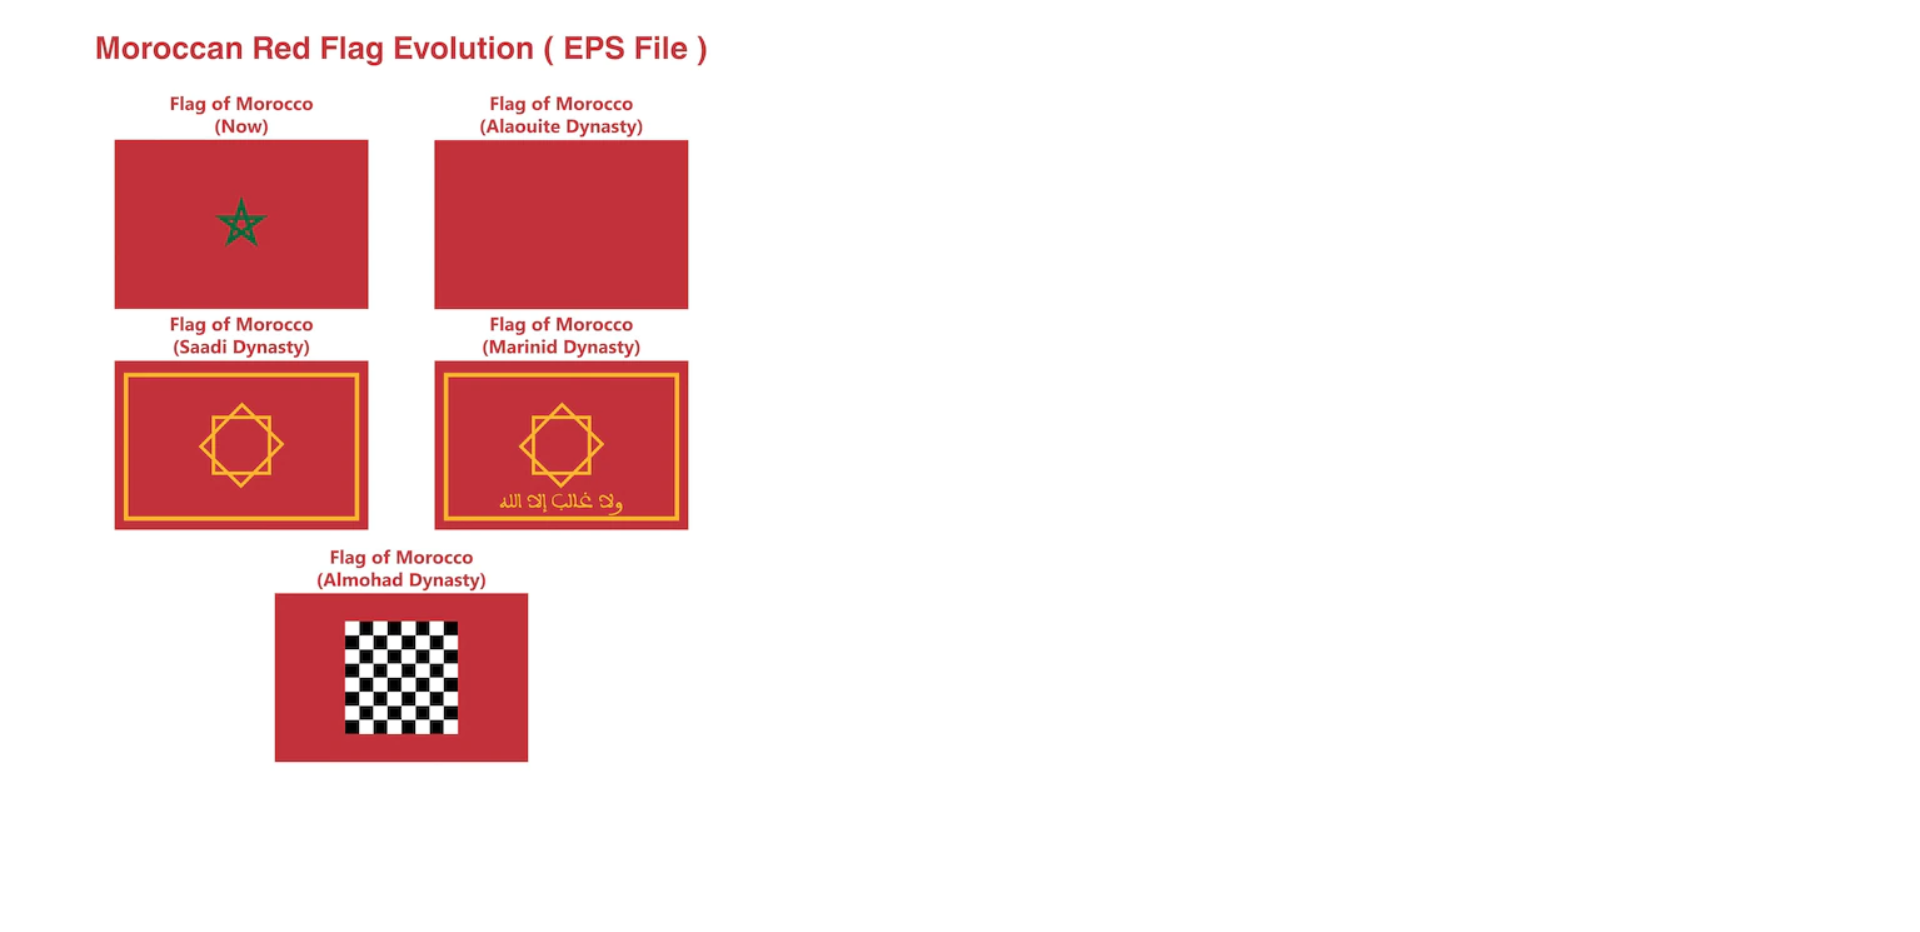 Moroccan Red Flag Evolution ( EPS File )
Flag of Morocco
(Now)
Flag of Morocco
(Alaouite Dynasty)
Flag of Morocco
(Saadi Dynasty)
Flag of Morocco
(Marinid Dynasty)
ولا غالب إلا الله
Flag of Morocco
(Almohad Dynasty)